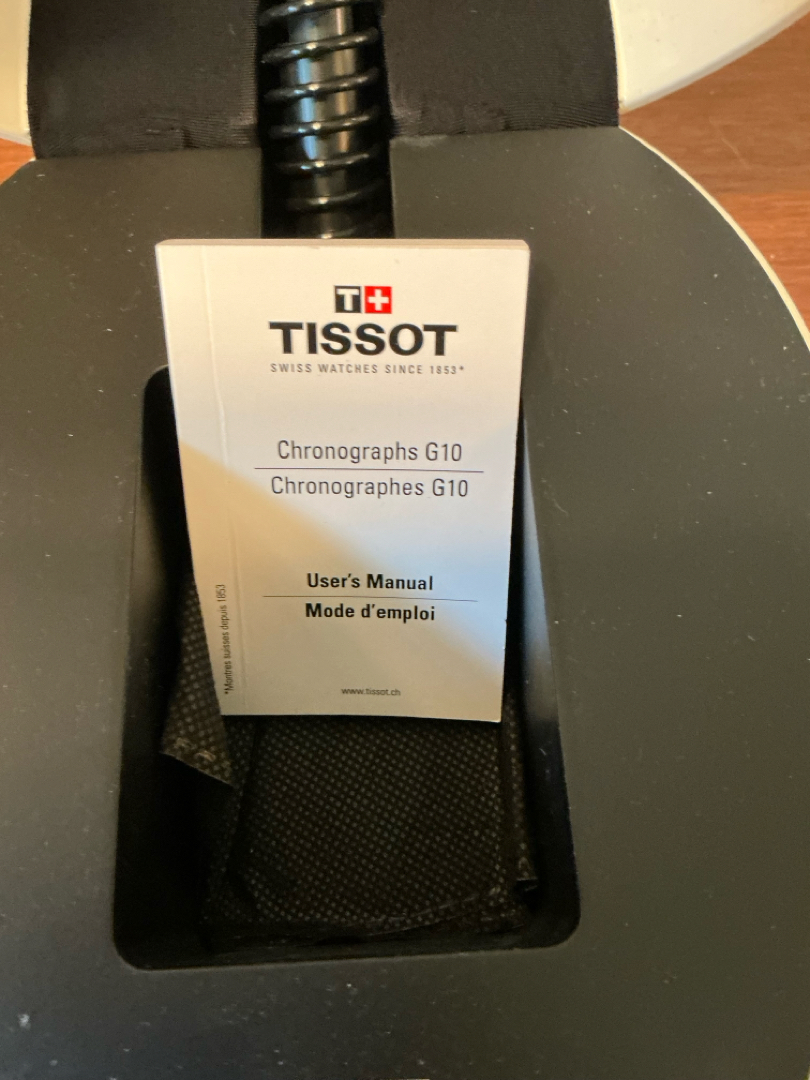 T+
TISSOT
SWISS WATCHES SINCE 1853*
Chronographs G10
Chronographes G10
User's Manual
Mode d'emploi
*Montres suisses depuis 1853
www.tissot.ch